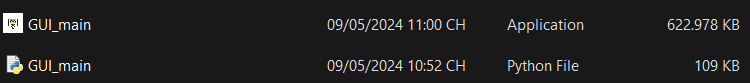 GUI_main 09/05/2024 11:00 CH Application 622.978 KB
GUI_main 09/05/2024 10:52 CH Python File 109 KB